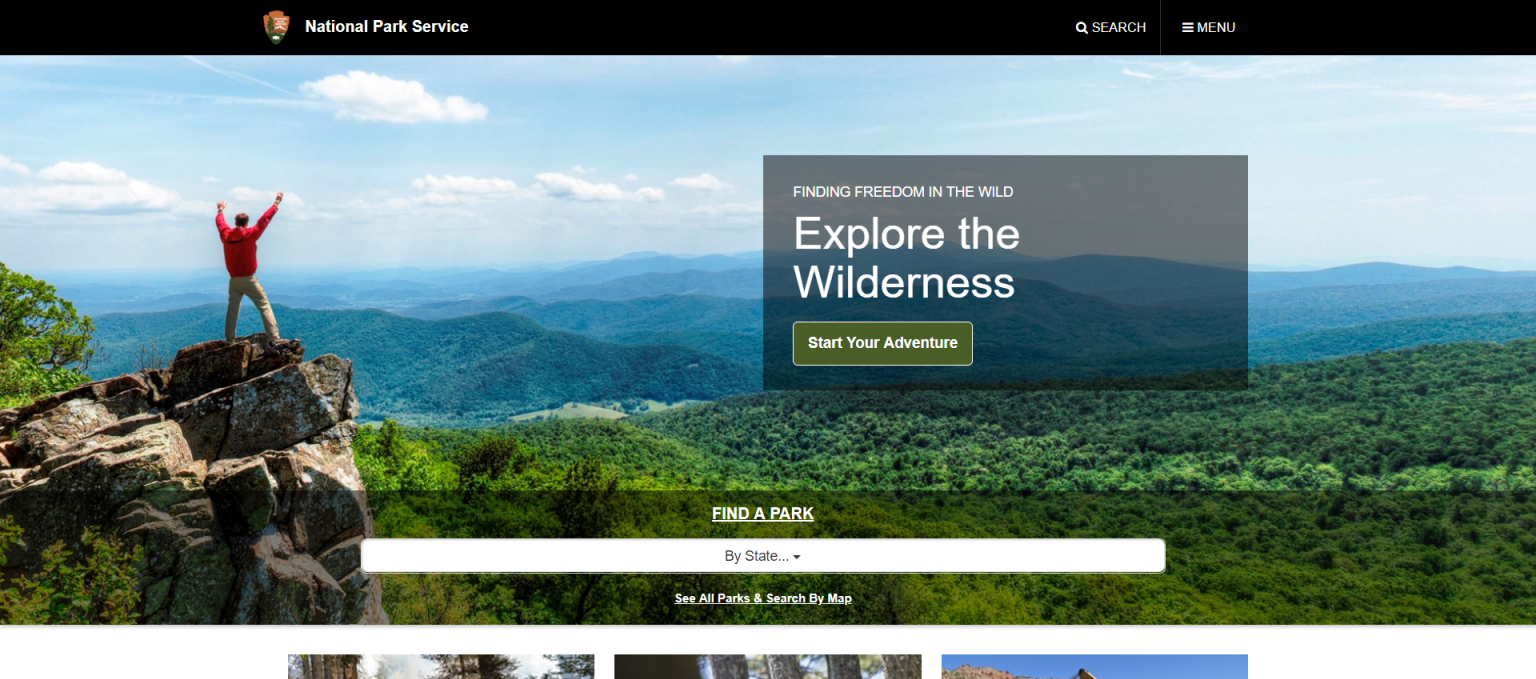 National Park Service
SEARCH
MENU
FINDING FREEDOM IN THE WILD
Explore the
Wilderness
Start Your Adventure
FIND A PARK
By State...
See All Parks & Search By Map